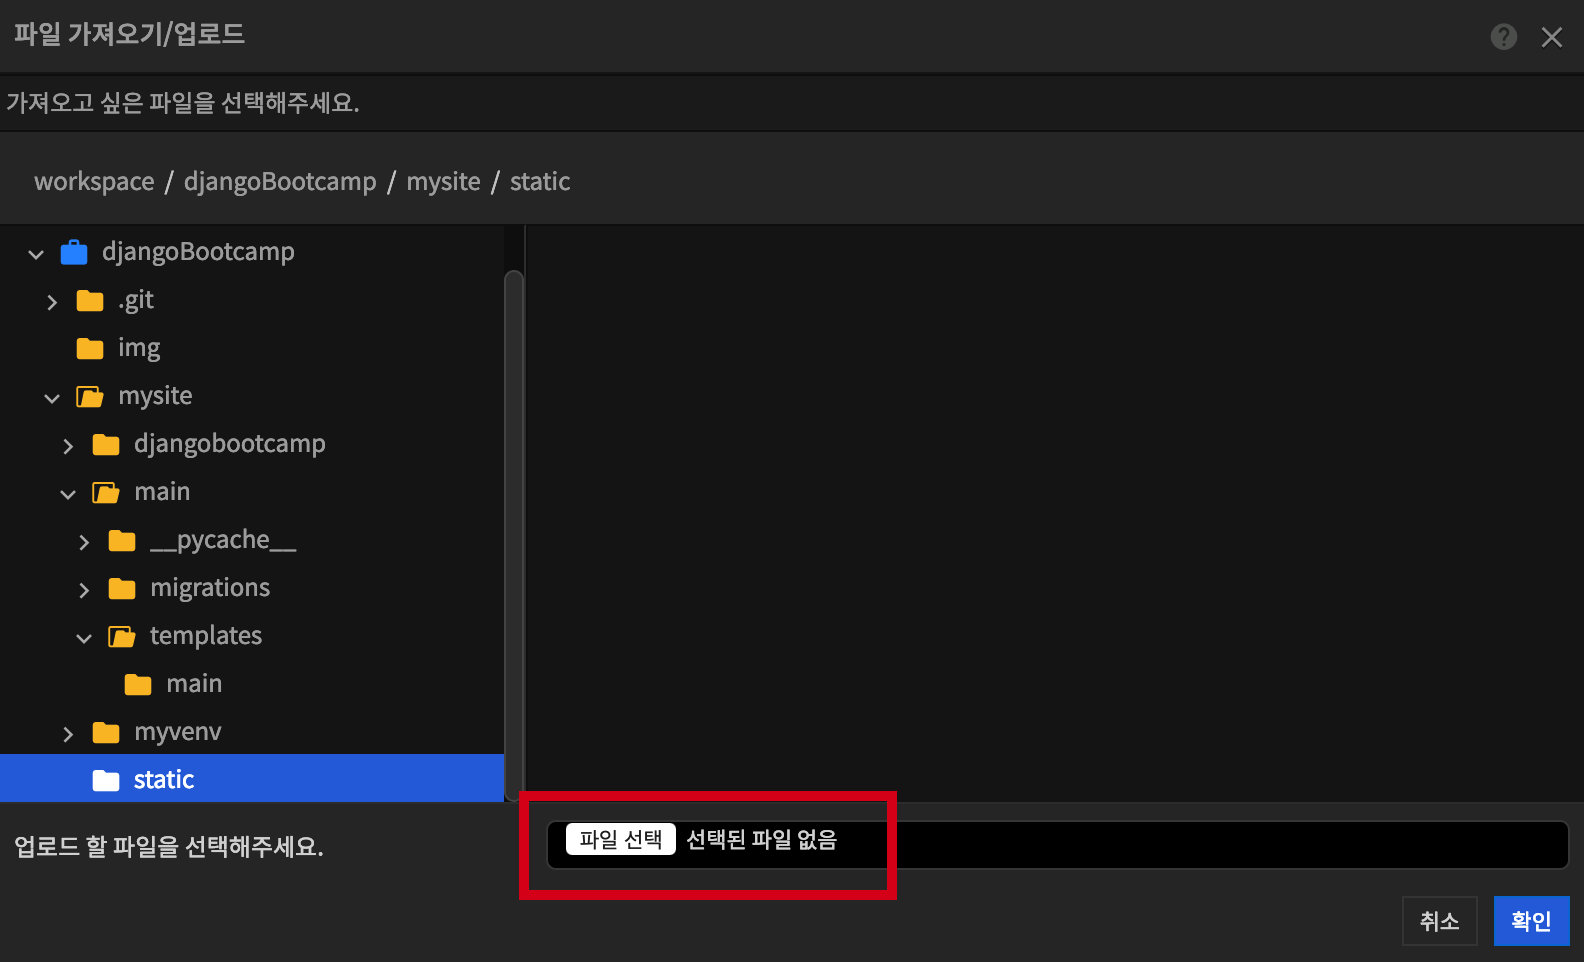 파일 가져오기/업로드
가져오고 싶은 파일을 선택해주세요.
workspace / djangoBootcamp / mysite / static
djangoBootcamp
.git
img
mysite
djangobootcamp
main
__pycache__
migrations
templates
main
myvenv
static
업로드 할 파일을 선택해주세요.
파일 선택 선택된 파일 없음
취소 확인